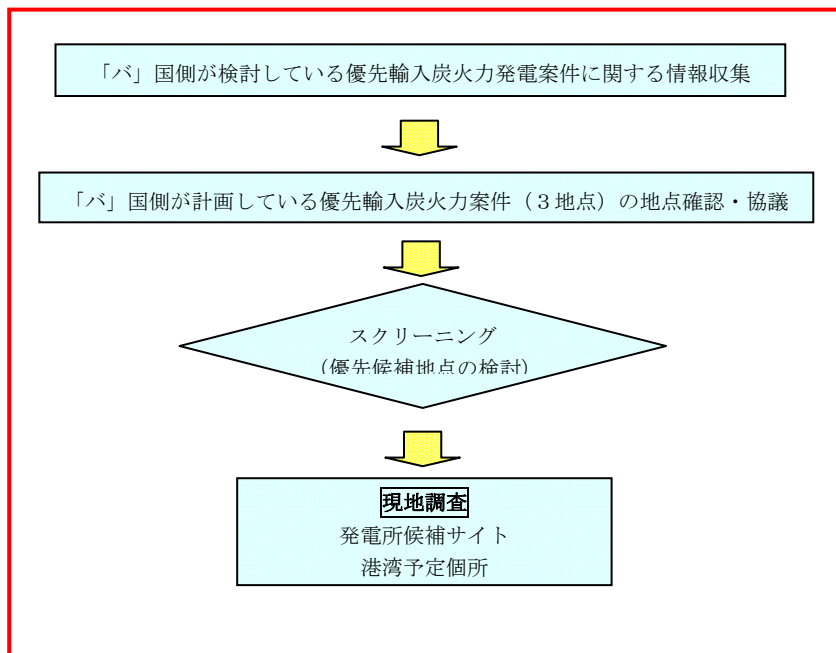 「バ」国側が検討している優先輸入炭火力発電案件に関する情報収集
「バ」国側が計画している優先輸入炭火力案件（３地点）の地点確認・協議
スクリーニング
（優先候補地点の検討）
現地調査
発電所候補サイト
港湾予定個所